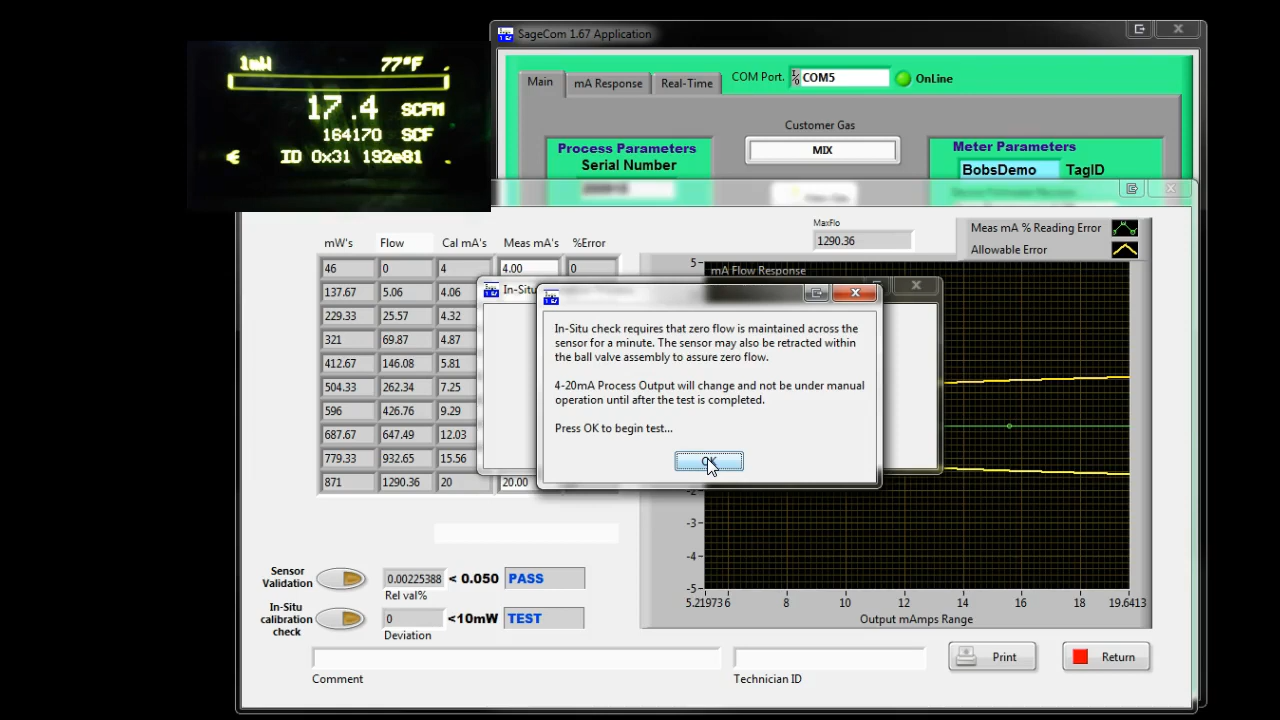 SageCom 1.67 Application
1mW 77°F
17.4 SCFM
164170 SCF
ID 0x31 192e81
Main mA Response Real-Time COM Port. COM5 OnLine
Customer Gas
MIX
Process Parameters
Serial Number
Meter Parameters
BobsDemo TagID
MaxFlo
1290.36
Meas mA % Reading Error
Allowable Error
mW's Flow Cal mA's Meas mA's %Error
46 0 4 4.00 0
137.67 5.06 4.06
229.33 25.57 4.32
321 69.87 4.87
412.67 146.08 5.81
504.33 262.34 7.25
596 426.76 9.29
687.67 647.49 12.03
779.33 932.65 15.56
871 1290.36 20 20.00
mA Flow Response
5
-2
-3
-4
-5
5.219736 8 10 12 14 16 18 19.6413
Output mAmps Range
In-Situ
In-Situ check requires that zero flow is maintained across the
sensor for a minute. The sensor may also be retracted within
the ball valve assembly to assure zero flow.
4-20mA Process Output will change and not be under manual
operation until after the test is completed.
Press OK to begin test...
OK
Sensor
Validation
0.00225388 < 0.050 PASS
Rel val%
In-Situ
calibration
check
0 <10mW TEST
Deviation
Comment
Technician ID
Print
Return